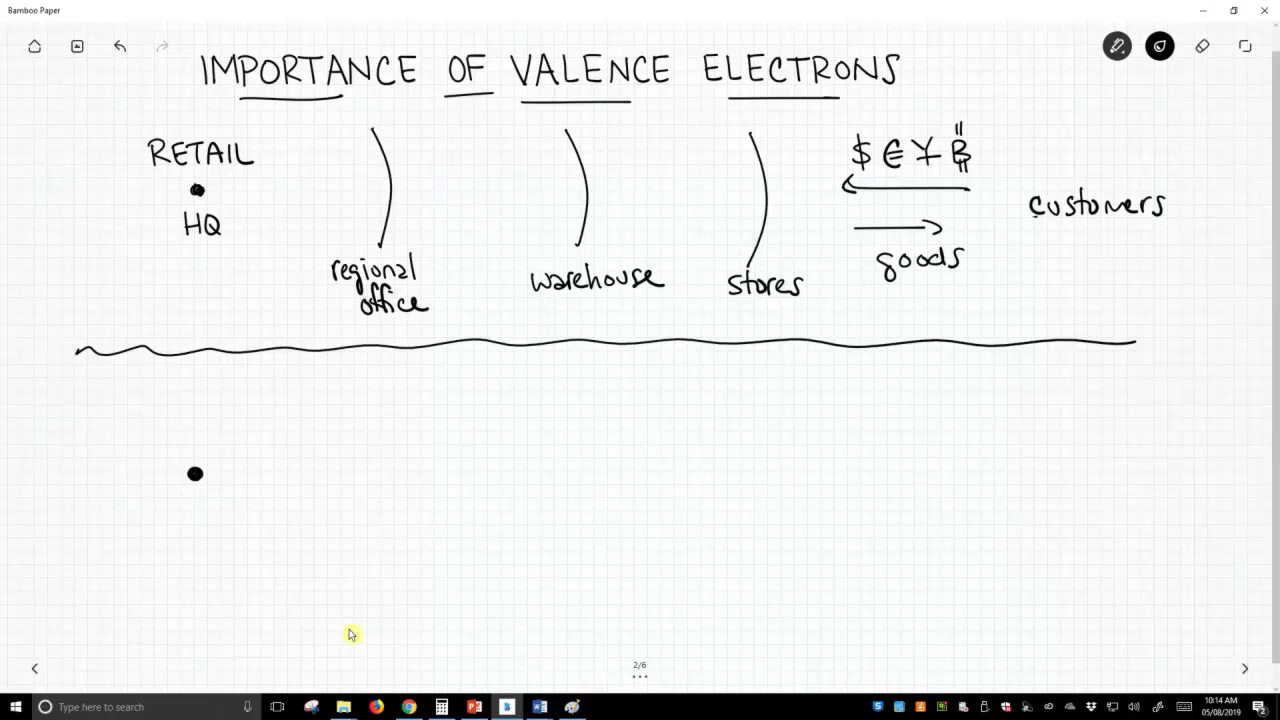 Bamboo Paper
IMPORTANCE OF VALENCE ELECTRONS
RETAIL
HQ
regional
office
warehouse
stores
$ € ¥ ₿
goods
customers
2/6
Type here to search
10:14 AM
05/08/2019